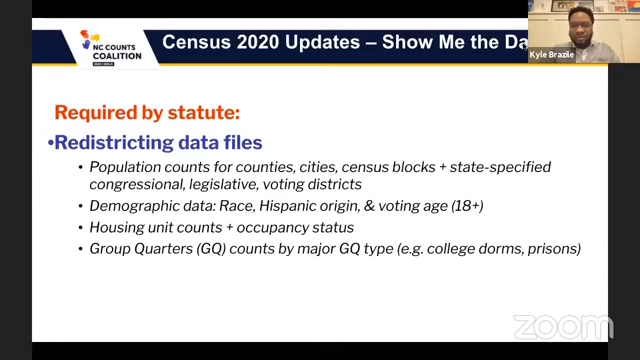 NC COUNTS
COALITION
Census 2020 Updates – Show Me the Da
Kyle Brazile
Required by statute:
•Redistricting data files
• Population counts for counties, cities, census blocks + state-specified
congressional, legislative, voting districts
• Demographic data: Race, Hispanic origin, & voting age (18+)
• Housing unit counts + occupancy status
• Group Quarters (GQ) counts by major GQ type (e.g. college dorms, prisons)
zoom